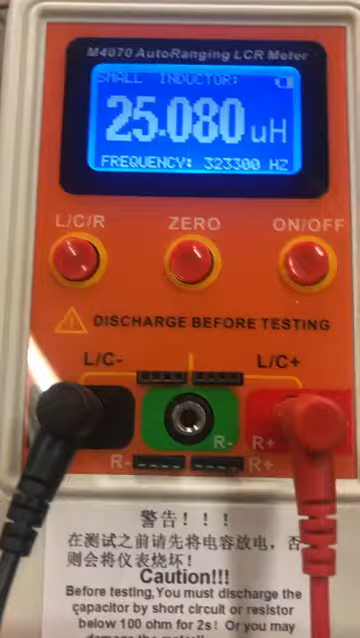 M4070 AutoRanging LCR Meter
SMALL INDUCTOR:
25.080 uH
FREQUENCY: 323300 HZ
L/C/R ZERO ON/OFF
DISCHARGE BEFORE TESTING
L/C- L/C+
R- R+
R- R+
警告！！！
在测试之前请先将电容放电，否
则会将仪表烧坏！
Caution!!!
Before testing,You must discharge the
capacitor by short circuit or resistor
below 100 ohm for 2s! Or you may
damage the meter!!